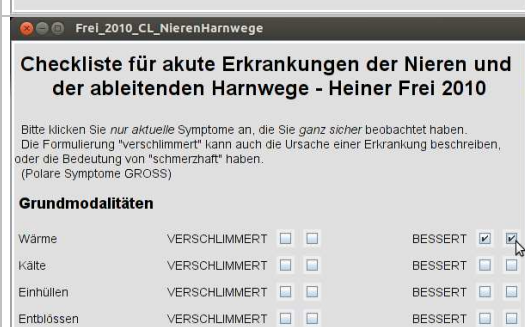 Frei_2010_CL_NierenHarnwege
Checkliste für akute Erkrankungen der Nieren und
der ableitenden Harnwege - Heiner Frei 2010
Bitte klicken Sie nur aktuelle Symptome an, die Sie ganz sicher beobachtet haben.
Die Formulierung "verschlimmert" kann auch die Ursache einer Erkrankung beschreiben,
oder die Bedeutung von "schmerzhaft" haben.
(Polare Symptome GROSS)
Grundmodalitäten
Wärme VERSCHLIMMERT BESSERT
Kälte VERSCHLIMMERT BESSERT
Einhüllen VERSCHLIMMERT BESSERT
Entblössen VERSCHLIMMERT BESSERT